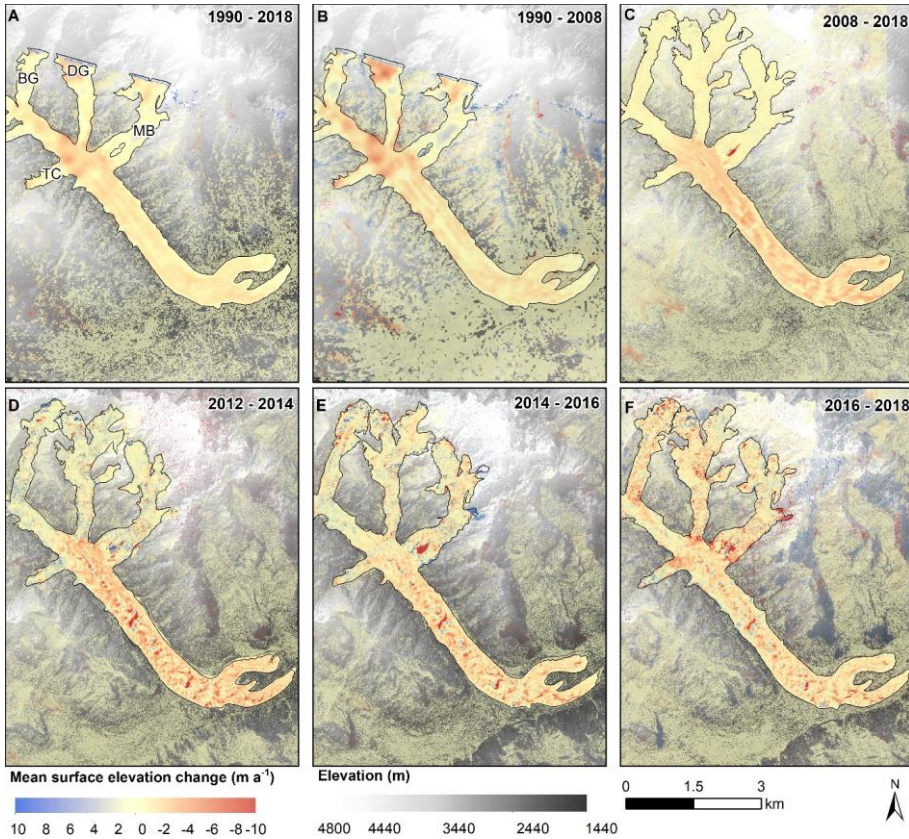 A 1990 - 2018
BG
DG
MB
TC
B 1990 - 2008
C 2008 - 2018
D 2012 - 2014
E 2014 - 2016
F 2016 - 2018
Mean surface elevation change (m a⁻¹)
10 8 6 4 2 0 -2 -4 -6 -8 -10
Elevation (m)
4800 4440 3440 2440 1440
0 1.5 3
km
N